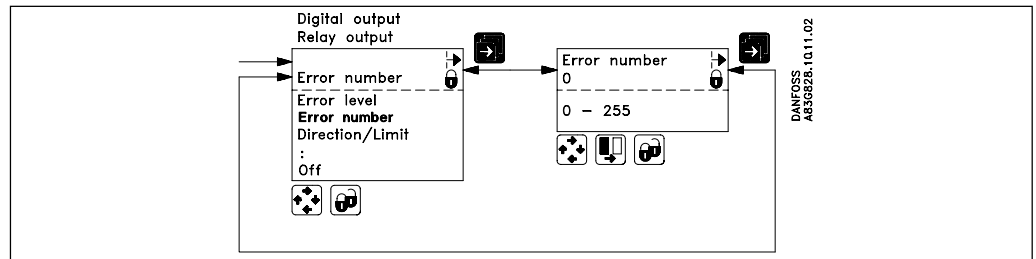 Digital output
Relay output
Error number
Error level
Error number
Direction/Limit
:
Off
Error number
0
0 – 255
DANFOSS
A83G828.10.11.02